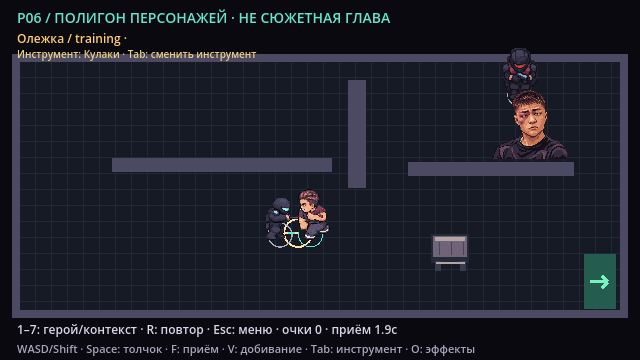 P06 / ПОЛИГОН ПЕРСОНАЖЕЙ · НЕ СЮЖЕТНАЯ ГЛАВА
Олежка / training ·
Инструмент: Кулаки · Tab: сменить инструмент
1–7: герой/контекст · R: повтор · Esc: меню · очки 0 · приём 1.9с
WASD/Shift · Space: толчок · F: приём · V: добивание · Tab: инструмент · O: эффекты